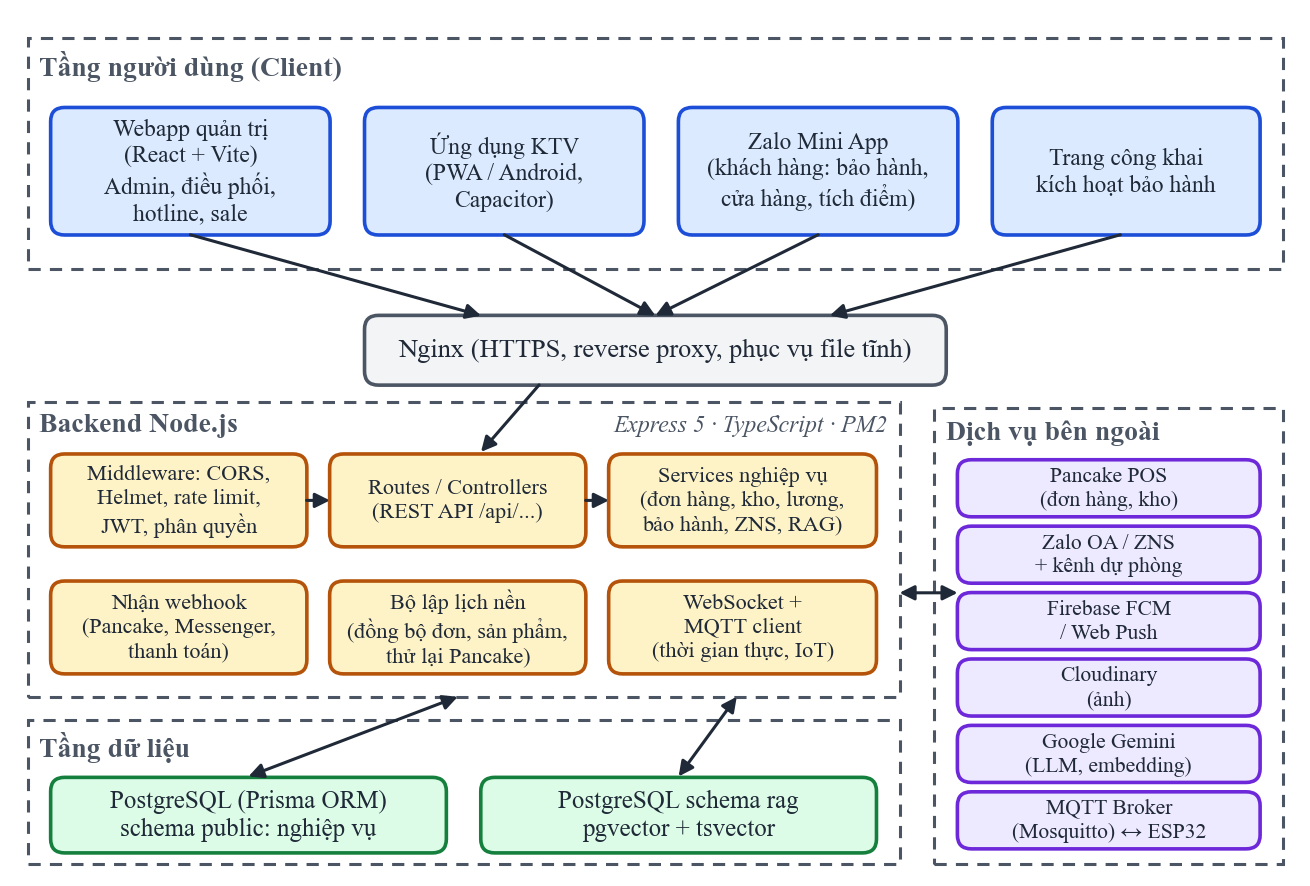 Tầng người dùng (Client)
Webapp quản trị
(React + Vite)
Admin, điều phối,
hotline, sale
Ứng dụng KTV
(PWA / Android,
Capacitor)
Zalo Mini App
(khách hàng: bảo hành,
cửa hàng, tích điểm)
Trang công khai
kích hoạt bảo hành
Nginx (HTTPS, reverse proxy, phục vụ file tĩnh)
Backend Node.js
Express 5 · TypeScript · PM2
Middleware: CORS,
Helmet, rate limit,
JWT, phân quyền
Routes / Controllers
(REST API /api/...)
Services nghiệp vụ
(đơn hàng, kho, lương,
bảo hành, ZNS, RAG)
Nhận webhook
(Pancake, Messenger,
thanh toán)
Bộ lập lịch nền
(đồng bộ đơn, sản phẩm,
thử lại Pancake)
WebSocket +
MQTT client
(thời gian thực, IoT)
Dịch vụ bên ngoài
Pancake POS
(đơn hàng, kho)
Zalo OA / ZNS
+ kênh dự phòng
Firebase FCM
/ Web Push
Cloudinary
(ảnh)
Google Gemini
(LLM, embedding)
MQTT Broker
(Mosquitto) ↔ ESP32
Tầng dữ liệu
PostgreSQL (Prisma ORM)
schema public: nghiệp vụ
PostgreSQL schema rag
pgvector + tsvector